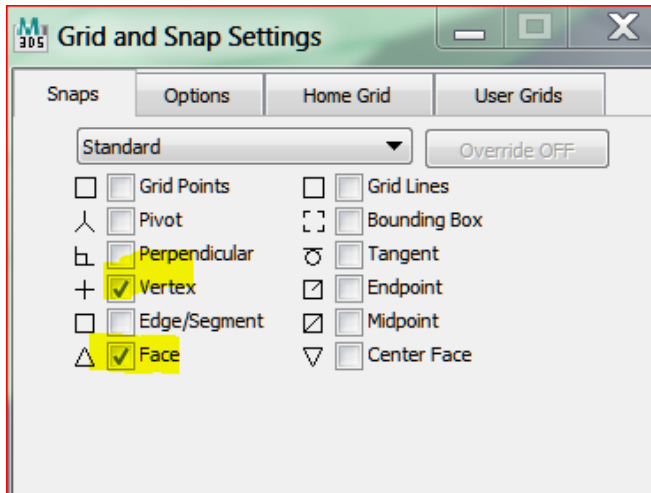 3DS Grid and Snap Settings
Snaps Options Home Grid User Grids
Standard Override OFF
Grid Points Grid Lines
Pivot Bounding Box
Perpendicular Tangent
Vertex Endpoint
Edge/Segment Midpoint
Face Center Face